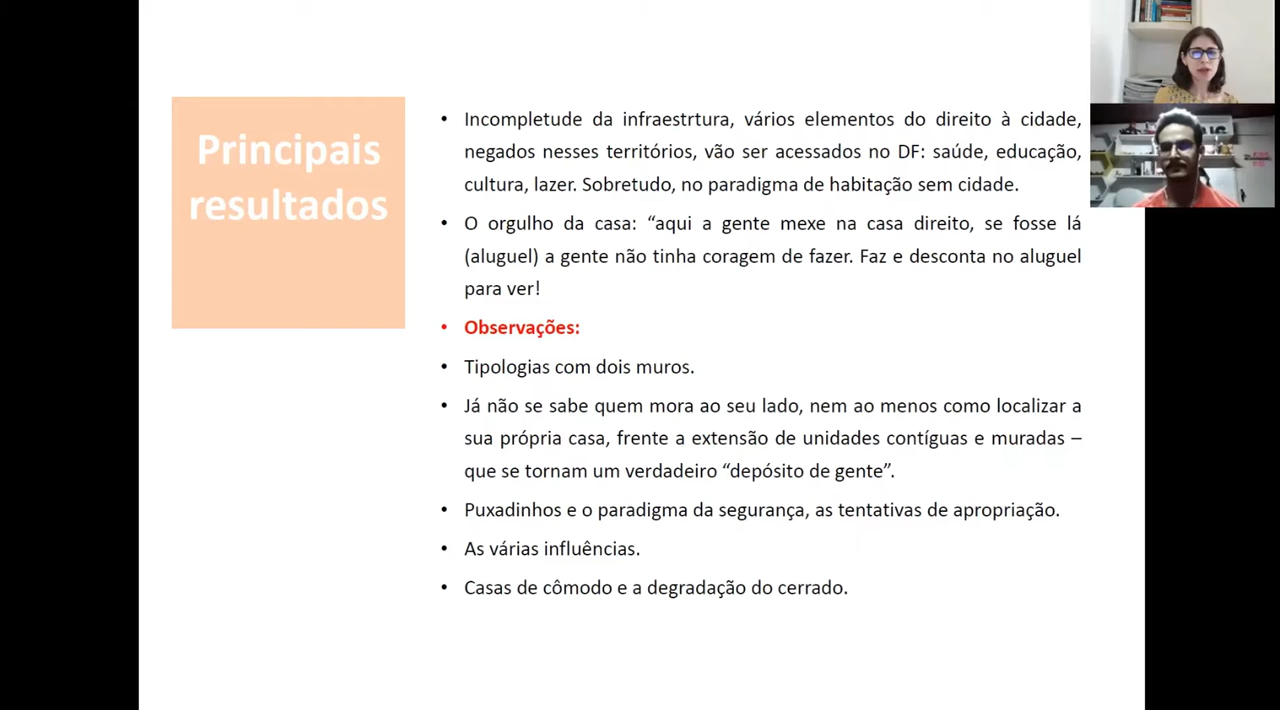 Principais
resultados
• Incompletude da infraestrtura, vários elementos do direito à cidade,
negados nesses territórios, vão ser acessados no DF: saúde, educação,
cultura, lazer. Sobretudo, no paradigma de habitação sem cidade.
• O orgulho da casa: “aqui a gente mexe na casa direito, se fosse lá
(aluguel) a gente não tinha coragem de fazer. Faz e desconta no aluguel
para ver!
• Observações:
• Tipologias com dois muros.
• Já não se sabe quem mora ao seu lado, nem ao menos como localizar a
sua própria casa, frente a extensão de unidades contíguas e muradas –
que se tornam um verdadeiro “depósito de gente”.
• Puxadinhos e o paradigma da segurança, as tentativas de apropriação.
• As várias influências.
• Casas de cômodo e a degradação do cerrado.